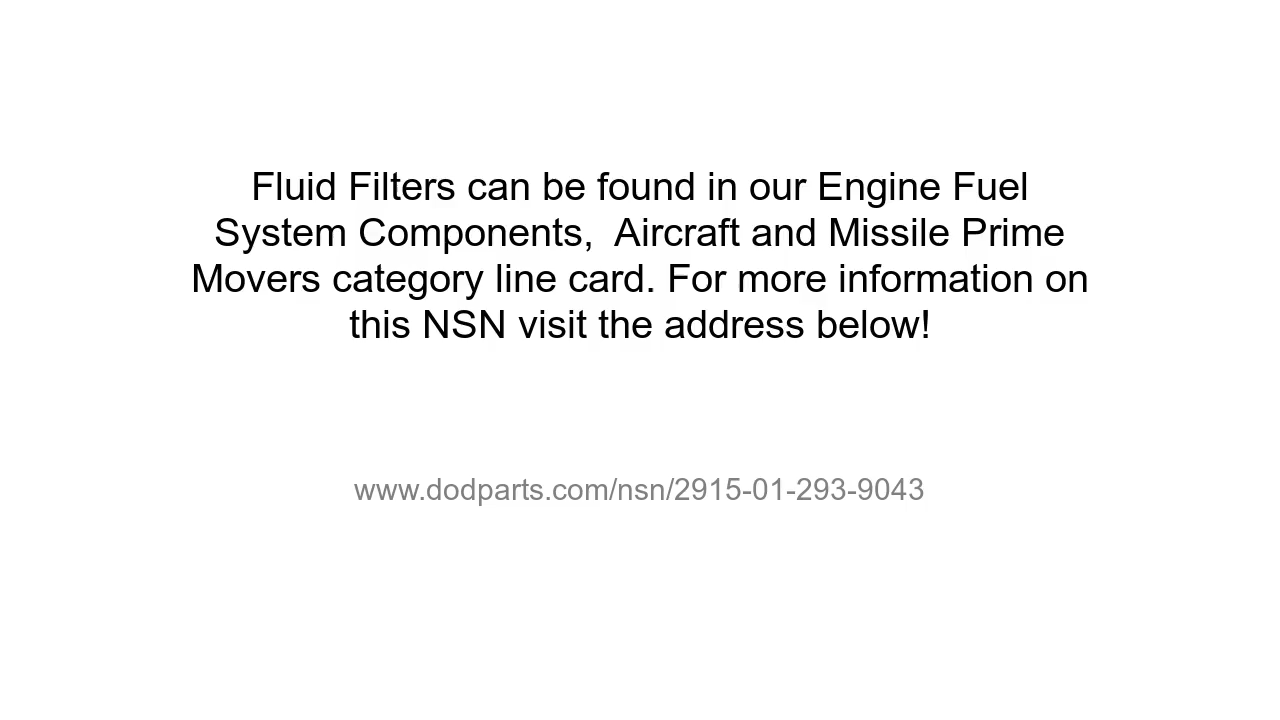 Fluid Filters can be found in our Engine Fuel
System Components,  Aircraft and Missile Prime
Movers category line card. For more information on
this NSN visit the address below!
www.dodparts.com/nsn/2915-01-293-9043